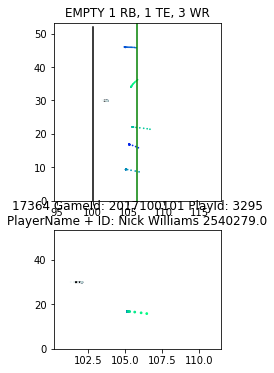 EMPTY 1 RB, 1 TE, 3 WR
50
40
30
20
10
0
95 100 105 110 115
17364 GameId: 2017100101 PlayId: 3295
PlayerName + ID: Nick Williams 2540279.0
40
20
0
102.5 105.0 107.5 110.0